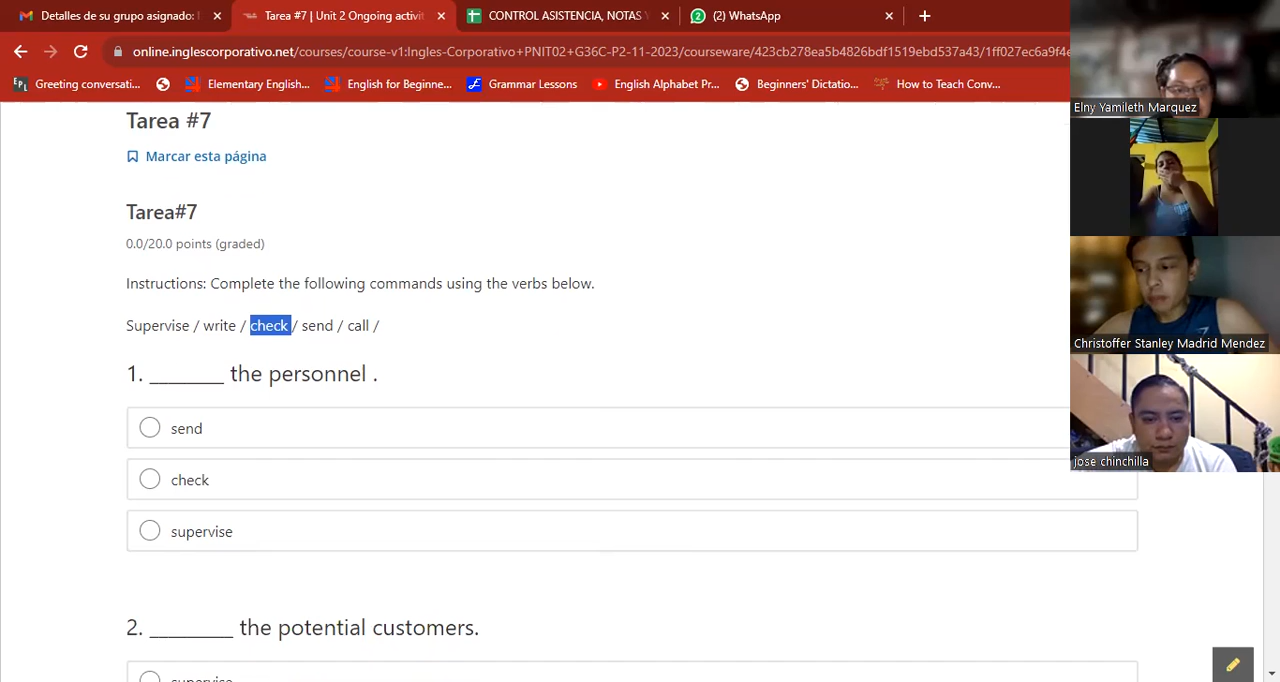 Detalles de su grupo asignado:
Tarea #7 | Unit 2 Ongoing activit
CONTROL ASISTENCIA, NOTAS Y
(2) WhatsApp
online.inglescorporativo.net/courses/course-v1:Ingles-Corporativo+PNIT02+G36C-P2-11-2023/courseware/423cb278ea5b4826bdf1519ebd537a43/1ff027ec6a9f4e
Greeting conversati...
Elementary English...
English for Beginne...
Grammar Lessons
English Alphabet Pr...
Beginners' Dictatio...
How to Teach Conv...
Elny Yamileth Marquez
Tarea #7
Marcar esta página
Tarea#7
0.0/20.0 points (graded)
Instructions: Complete the following commands using the verbs below.
Supervise / write / check / send / call /
Christoffer Stanley Madrid Mendez
1. ________ the personnel .
send
jose chinchilla
check
supervise
2. _________ the potential customers.
supervise